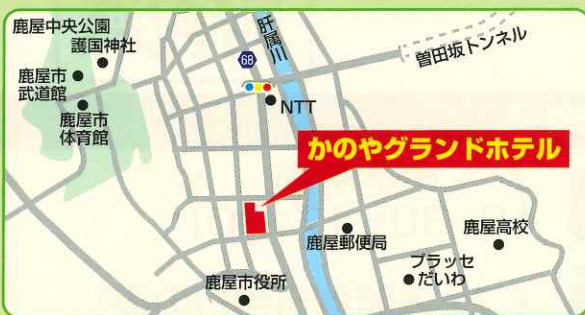 鹿屋中央公園
護国神社
鹿屋市
武道館
鹿屋市
体育館
68
肝属川
曽田坂トンネル
NTT
かのやグランドホテル
鹿屋郵便局
鹿屋高校
プラッセ
だいわ
鹿屋市役所